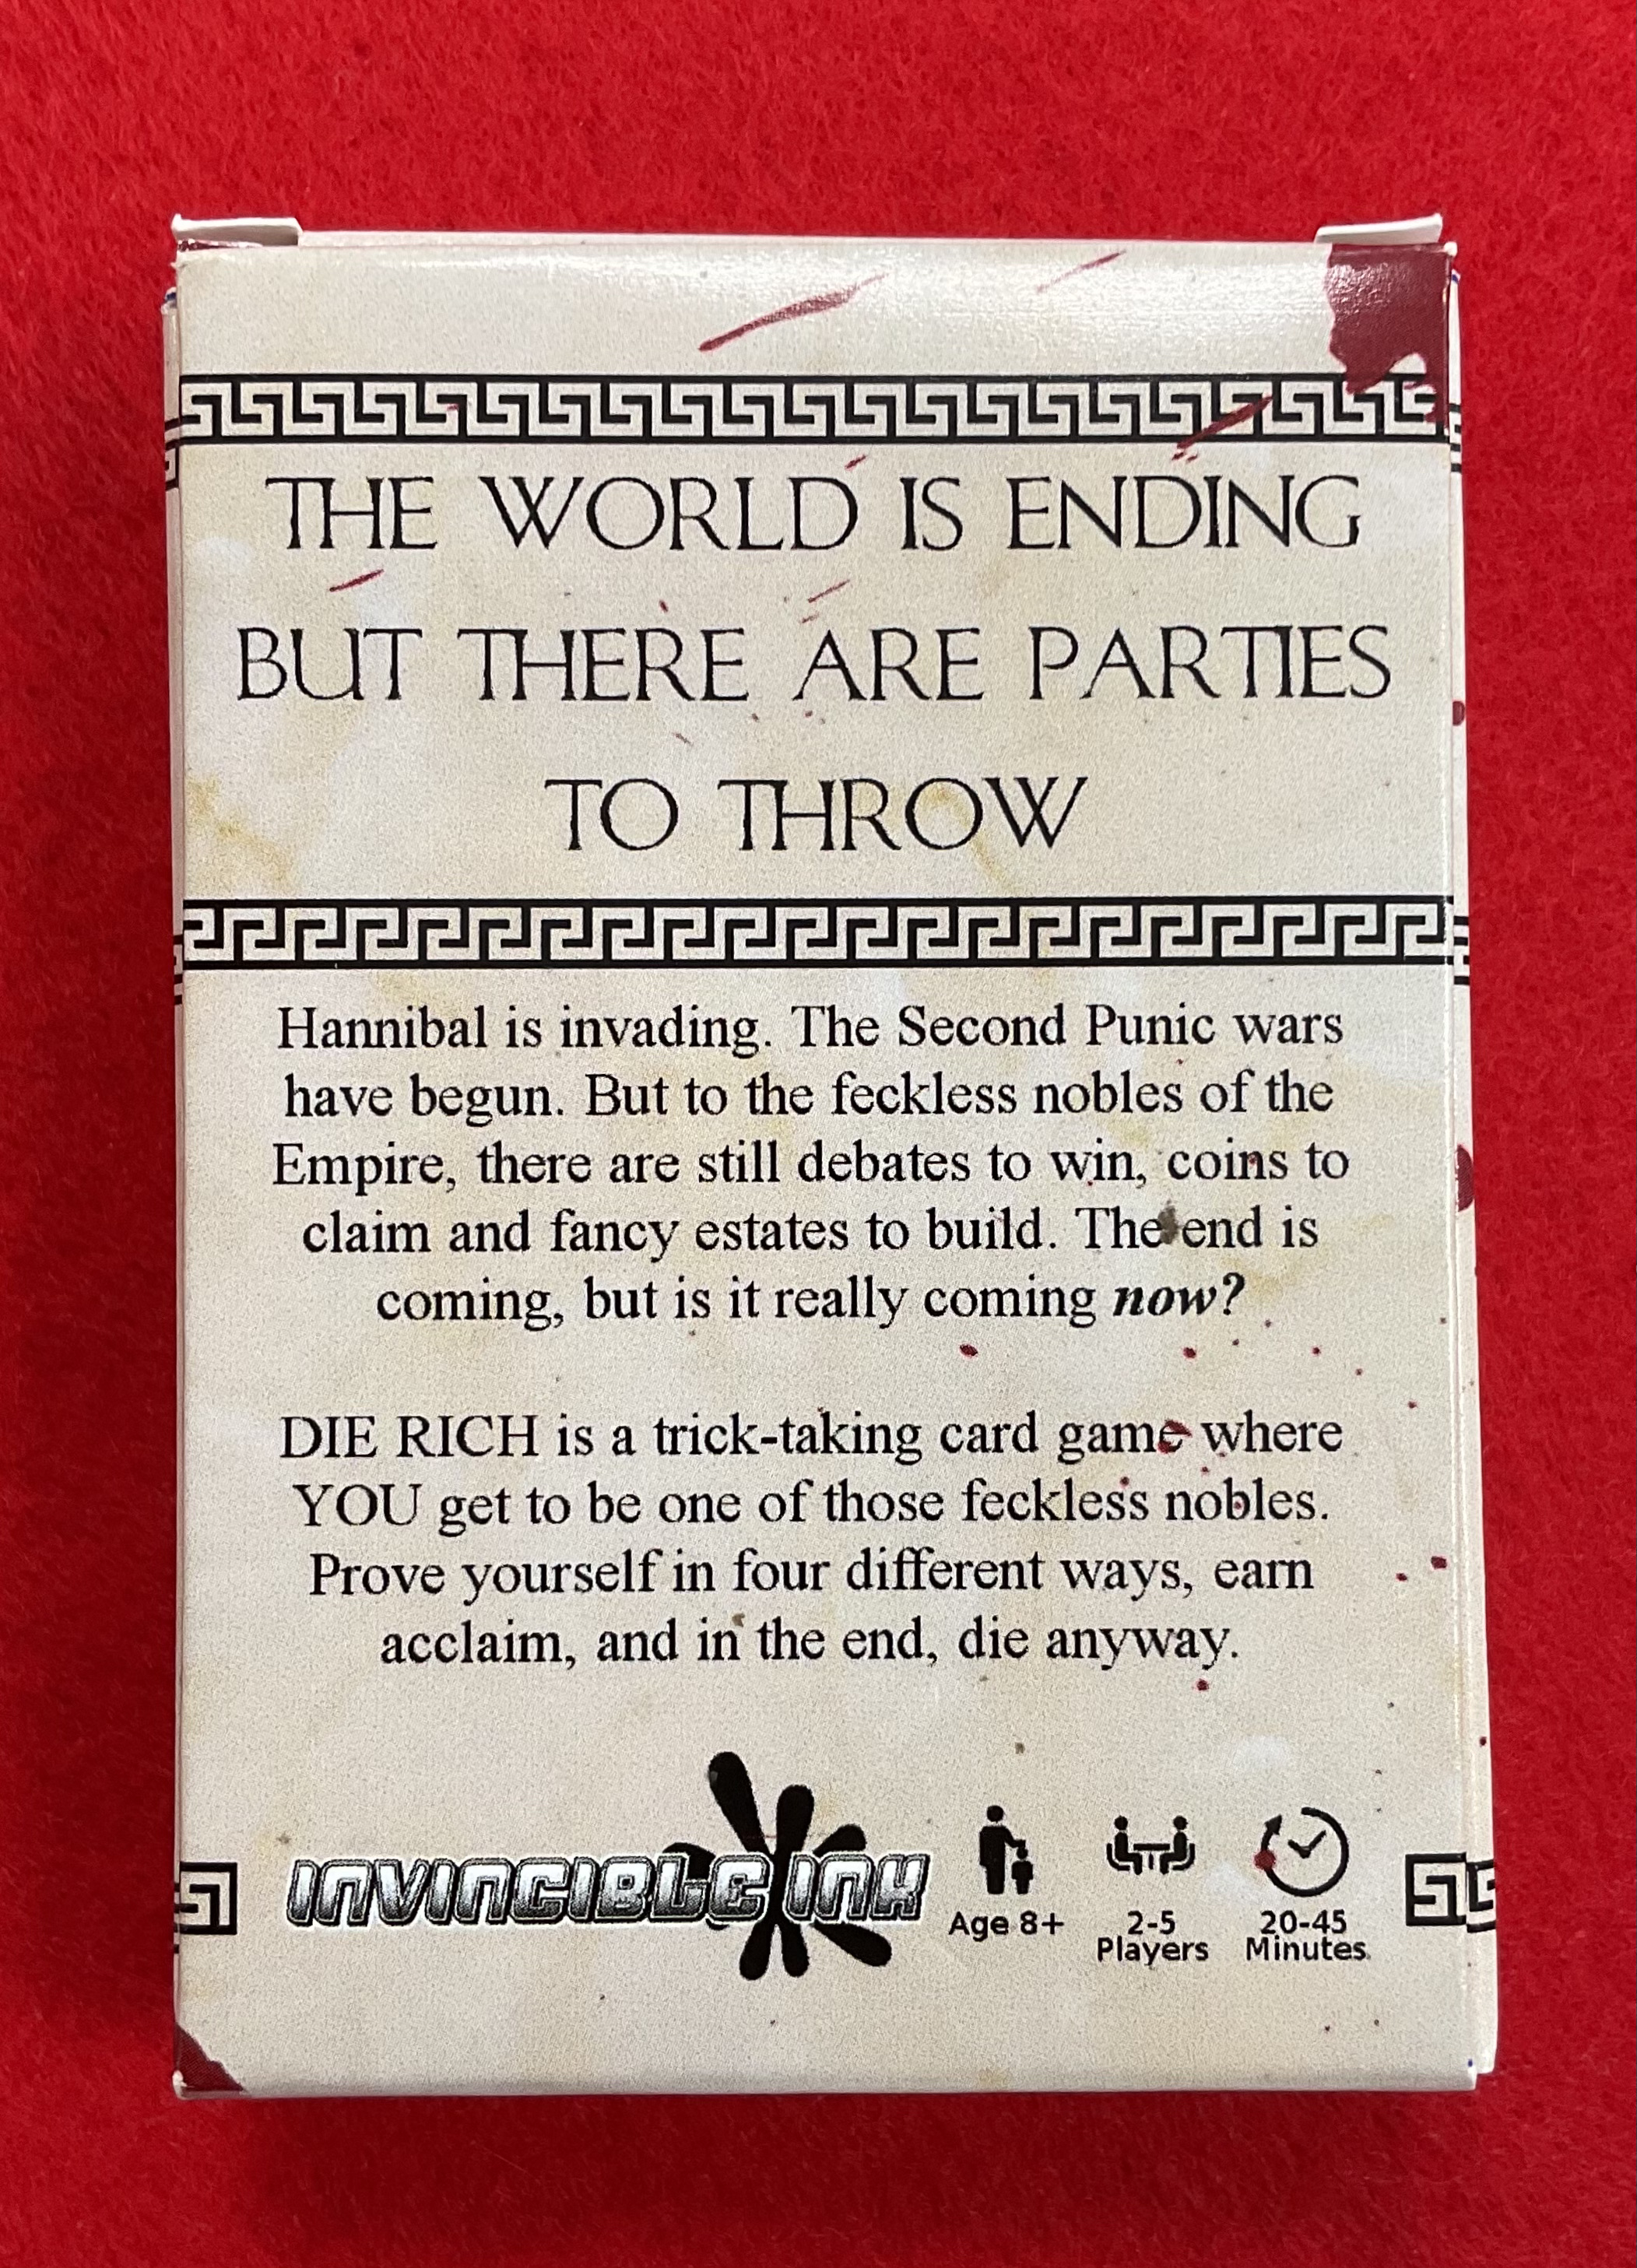 THE WORLD IS ENDING
BUT THERE ARE PARTIES
TO THROW
Hannibal is invading. The Second Punic wars
have begun. But to the feckless nobles of the
Empire, there are still debates to win, coins to
claim and fancy estates to build. The end is
coming, but is it really coming now?
DIE RICH is a trick-taking card game where
YOU get to be one of those feckless nobles.
Prove yourself in four different ways, earn
acclaim, and in the end, die anyway.
INVINCIBLE INK
Age 8+
2-5
Players
20-45
Minutes